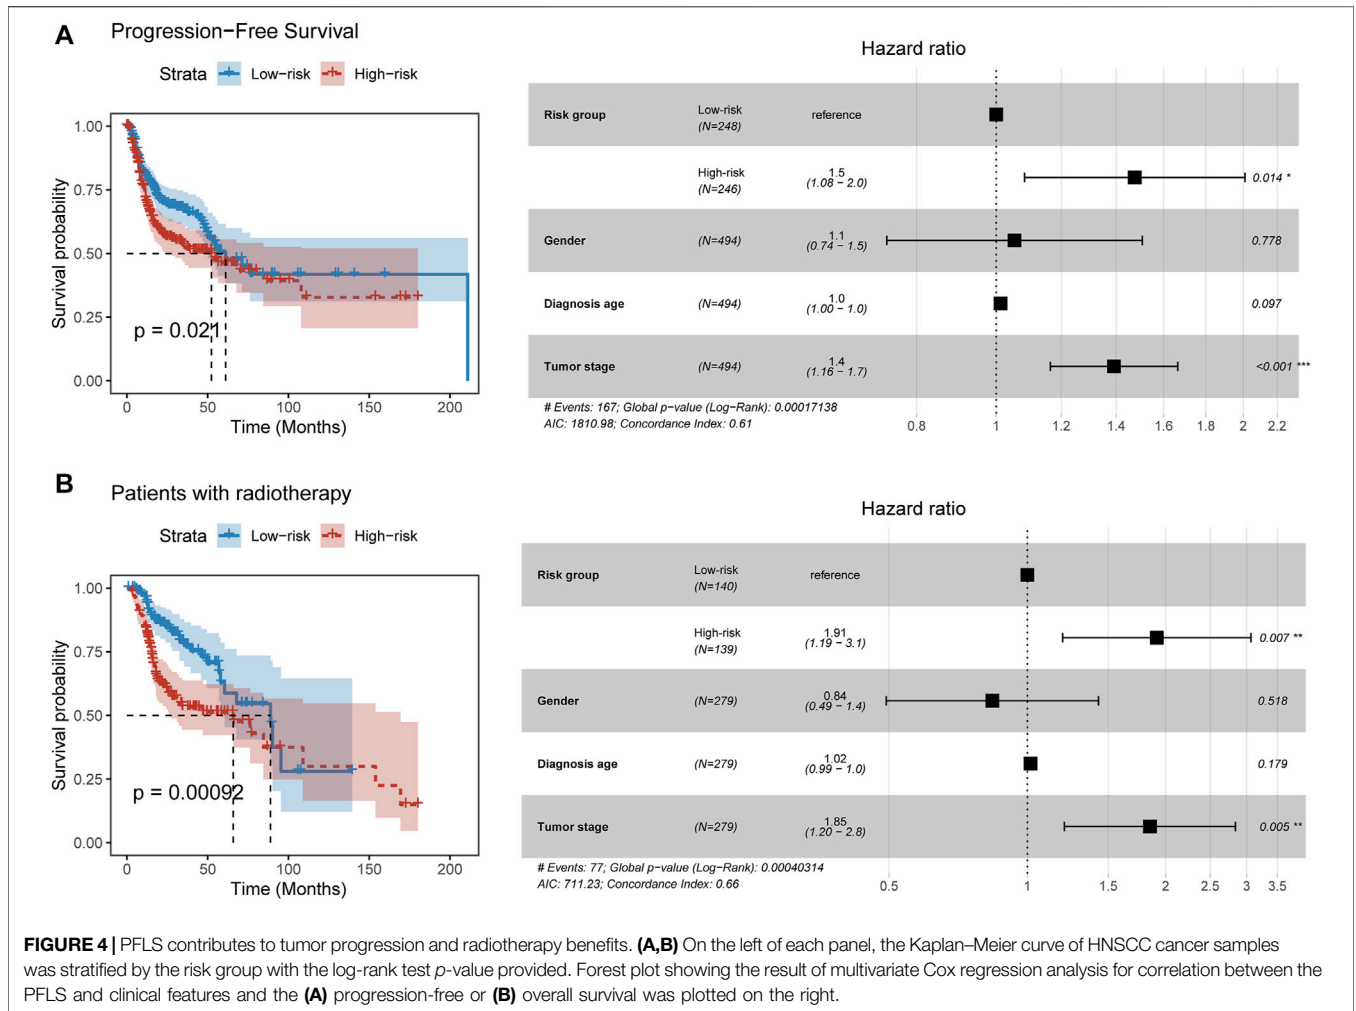 A
Progression−Free Survival
Strata Low−risk High−risk
Survival probability
1.00
0.75
0.50
0.25
0.00
p = 0.021
0 50 100 150 200
Time (Months)
Hazard ratio
Risk group
Low−risk
(N=248)
reference
High−risk
(N=246)
1.5
(1.08 − 2.0)
0.014 *
Gender
(N=494)
1.1
(0.74 − 1.5)
0.778
Diagnosis age
(N=494)
1.0
(1.00 − 1.0)
0.097
Tumor stage
(N=494)
1.4
(1.16 − 1.7)
<0.001 ***
# Events: 167; Global p−value (Log−Rank): 0.00017138
AIC: 1810.98; Concordance Index: 0.61
0.8 1 1.2 1.4 1.6 1.8 2 2.2
B
Patients with radiotherapy
Strata Low−risk High−risk
Survival probability
1.00
0.75
0.50
0.25
0.00
p = 0.00092
0 50 100 150 200
Time (Months)
Hazard ratio
Risk group
Low−risk
(N=140)
reference
High−risk
(N=139)
1.91
(1.19 − 3.1)
0.007 **
Gender
(N=279)
0.84
(0.49 − 1.4)
0.518
Diagnosis age
(N=279)
1.02
(0.99 − 1.0)
0.179
Tumor stage
(N=279)
1.85
(1.20 − 2.8)
0.005 **
# Events: 77; Global p−value (Log−Rank): 0.00040314
AIC: 711.23; Concordance Index: 0.66
0.5 1 1.5 2 2.5 3 3.5
FIGURE 4 | PFLS contributes to tumor progression and radiotherapy benefits. (A,B) On the left of each panel, the Kaplan–Meier curve of HNSCC cancer samples
was stratified by the risk group with the log-rank test p-value provided. Forest plot showing the result of multivariate Cox regression analysis for correlation between the
PFLS and clinical features and the (A) progression-free or (B) overall survival was plotted on the right.